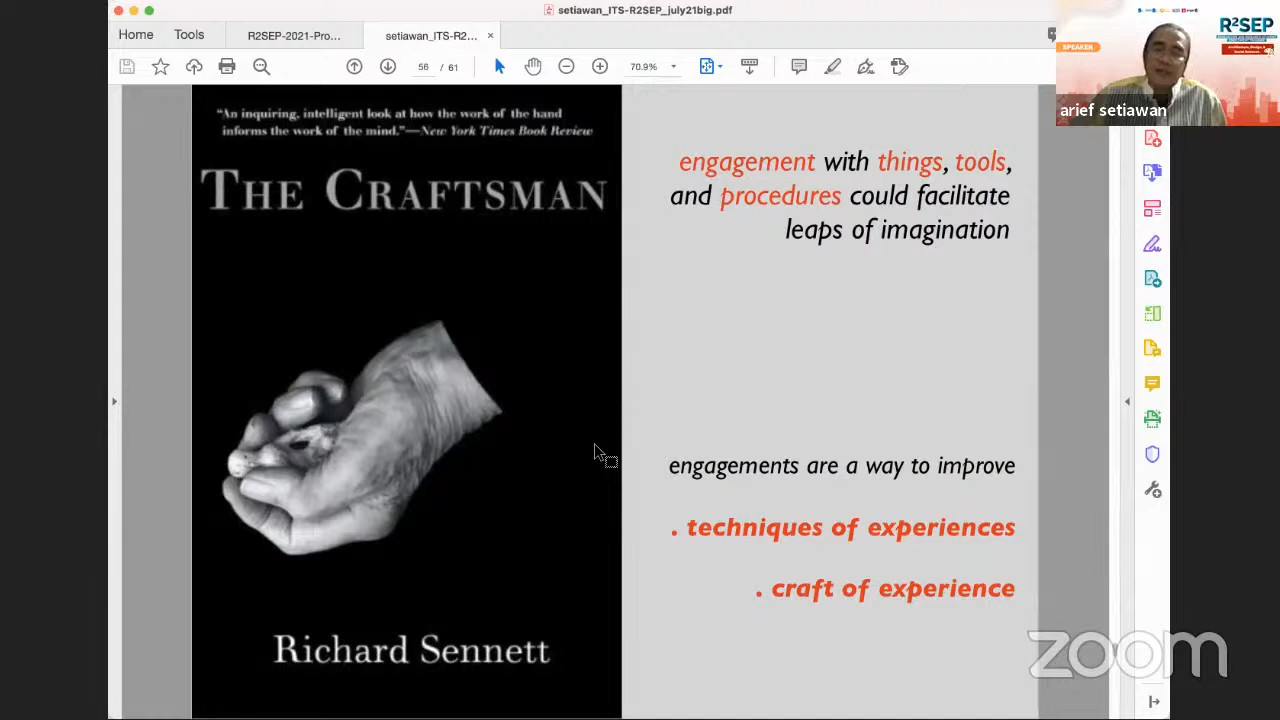 setiawan_ITS-R2SEP_july21big.pdf
Home
Tools
R2SEP-2021-Pro...
setiawan_ITS-R2...
56 / 61
70.9%
“An inquiring, intelligent look at how the work of the hand
informs the work of the mind.”—New York Times Book Review
THE CRAFTSMAN
Richard Sennett
engagement with things, tools,
and procedures could facilitate
leaps of imagination
engagements are a way to improve
. techniques of experiences
. craft of experience
R²SEP
SPEAKER
arief setiawan
zoom